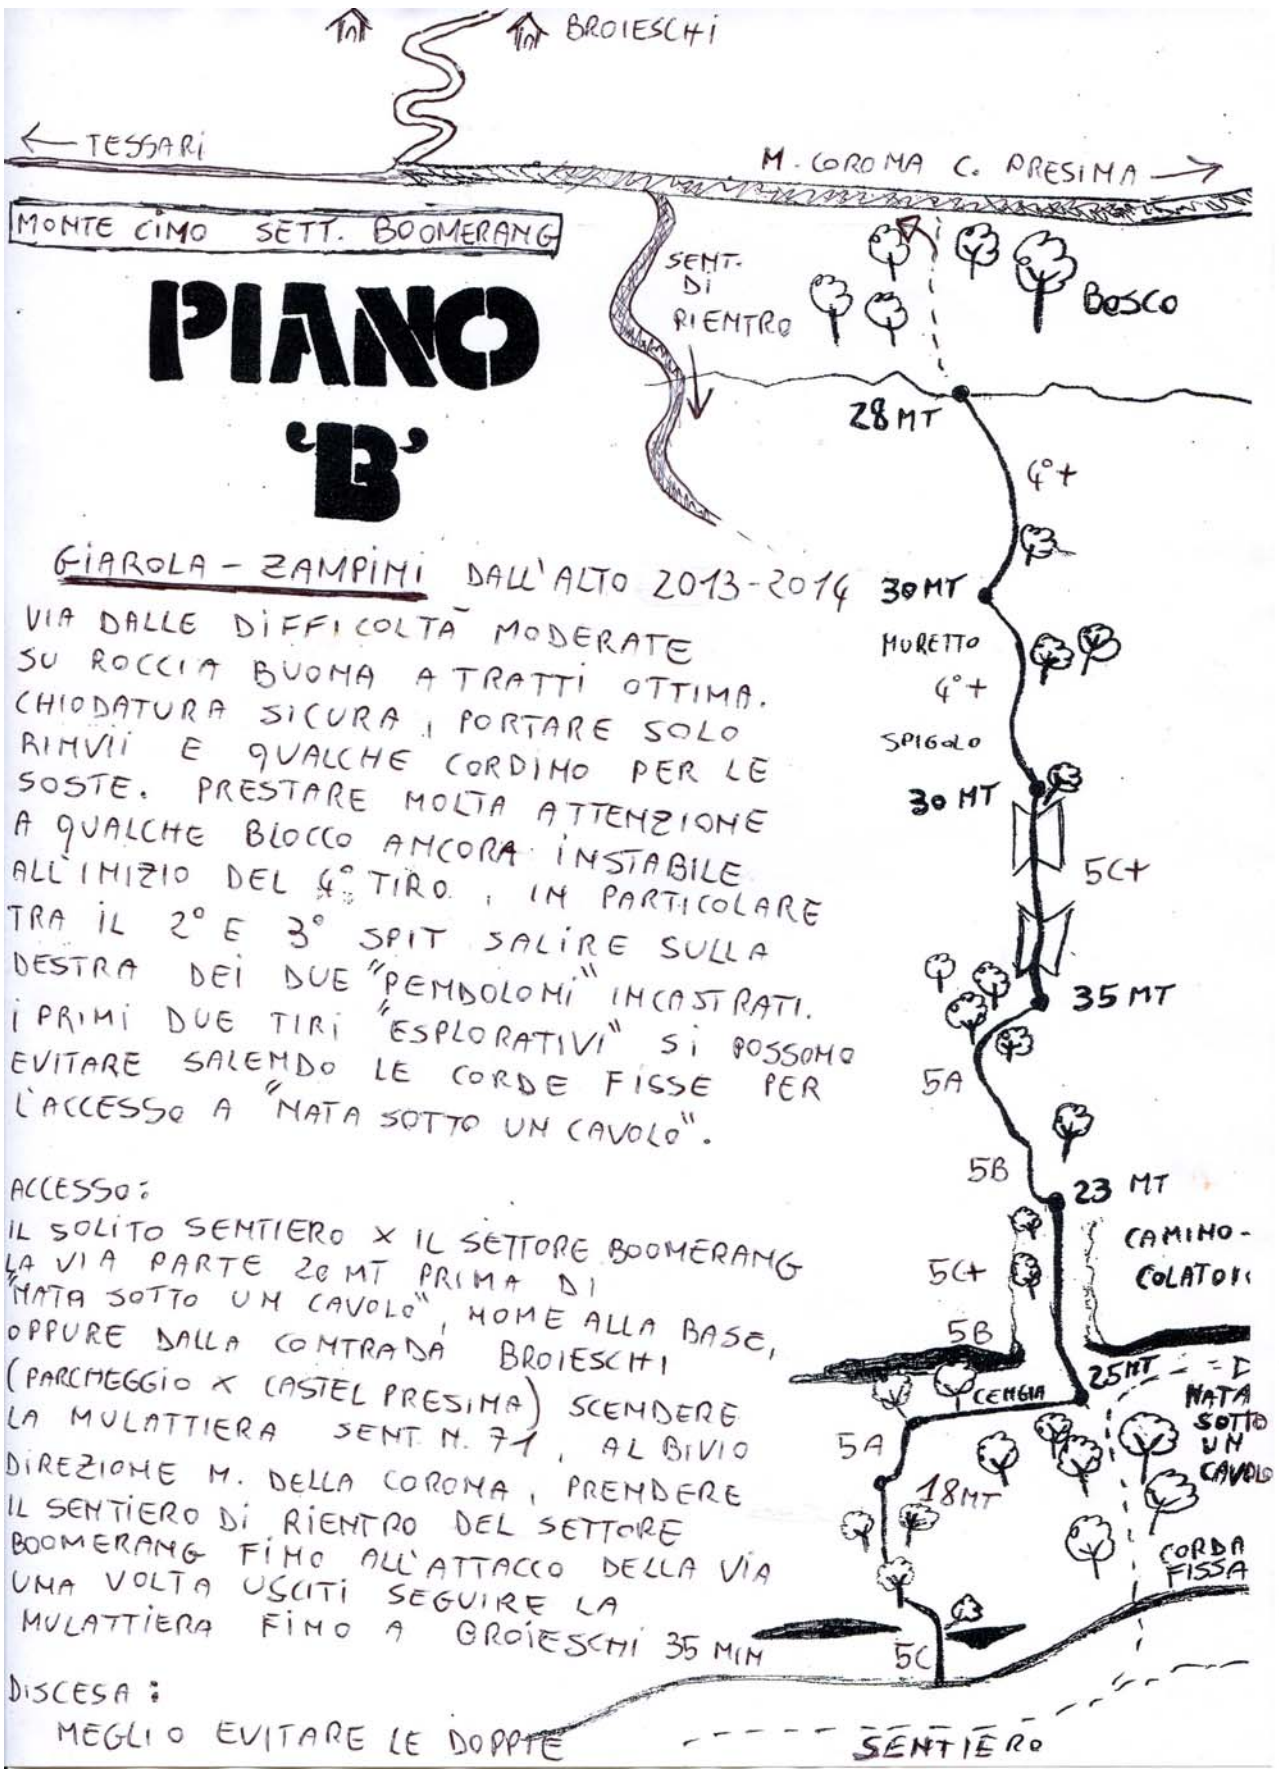 BROIESCHI
← TESSARI
M. CORONA C. PRESINA →
MONTE CIMO SETT. BOOMERANG
PIANO
'B'
SENT.
DI
RIENTRO
BOSCO
28 MT
4°+
GIAROLA - ZAMPINI DALL'ALTO 2013-2014
VIA DALLE DIFFICOLTÀ MODERATE
SU ROCCIA BUONA A TRATTI OTTIMA.
CHIODATURA SICURA, PORTARE SOLO
RINVII E QUALCHE CORDINO PER LE
SOSTE. PRESTARE MOLTA ATTENZIONE
A QUALCHE BLOCCO ANCORA INSTABILE
ALL'INIZIO DEL 4° TIRO, IN PARTICOLARE
TRA IL 2° E 3° SPIT SALIRE SULLA
DESTRA DEI DUE "PENDOLONI" INCASTRATI.
I PRIMI DUE TIRI "ESPLORATIVI" SI POSSONO
EVITARE SALENDO LE CORDE FISSE PER
L'ACCESSO A "NATA SOTTO UN CAVOLO".
30 MT
MURETTO
4°+
SPIGOLO
30 MT
5C+
35 MT
5A
5B
23 MT
CAMINO-
5C+
5B
25MT
CENGIA
5A
18MT
NATA
SOTTO
UN
CAVOLO
CORDA
FISSA
5C
SENTIERO
ACCESSO:
IL SOLITO SENTIERO X IL SETTORE BOOMERANG
LA VIA PARTE 20 MT PRIMA DI
"NATA SOTTO UN CAVOLO", NOME ALLA BASE,
OPPURE DALLA CONTRADA BROIESCHI
(PARCHEGGIO X CASTEL PRESINA) SCENDERE
LA MULATTIERA SENT. N. 71, AL BIVIO
DIREZIONE M. DELLA CORONA, PRENDERE
IL SENTIERO DI RIENTRO DEL SETTORE
BOOMERANG FINO ALL'ATTACCO DELLA VIA
UNA VOLTA USCITI SEGUIRE LA
MULATTIERA FINO A BROIESCHI 35 MIN
DISCESA:
MEGLIO EVITARE LE DOPPIE